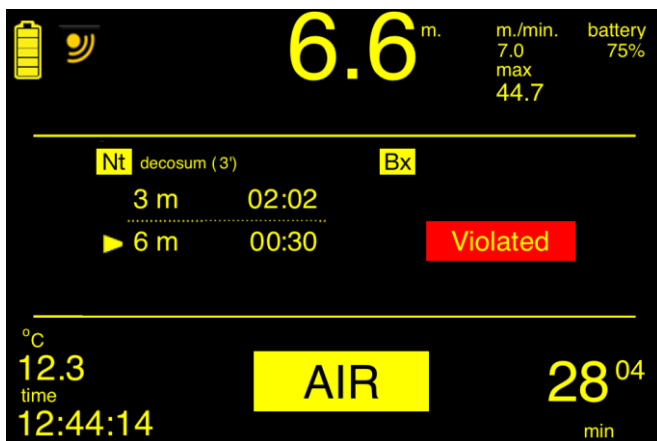 6.6 m.
m./min. battery
7.0 75%
max
44.7
Nt decosum (3') Bx
3 m 02:02
6 m 00:30 Violated
°C
12.3
time
12:44:14
AIR
28 04
min